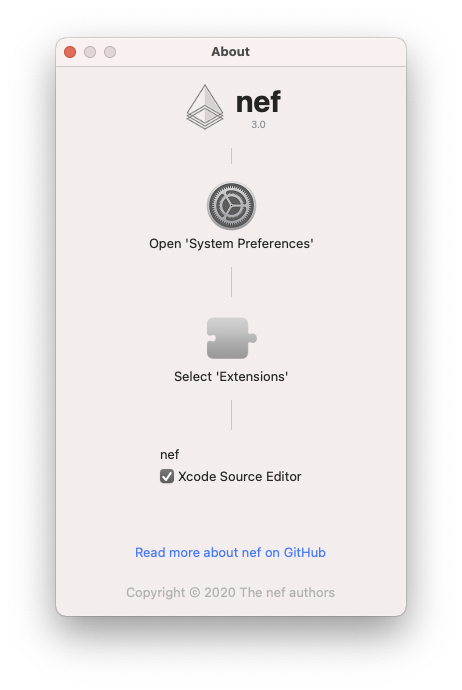 About
nef
3.0
Open 'System Preferences'
Select 'Extensions'
nef
Xcode Source Editor
Read more about nef on GitHub
Copyright © 2020 The nef authors